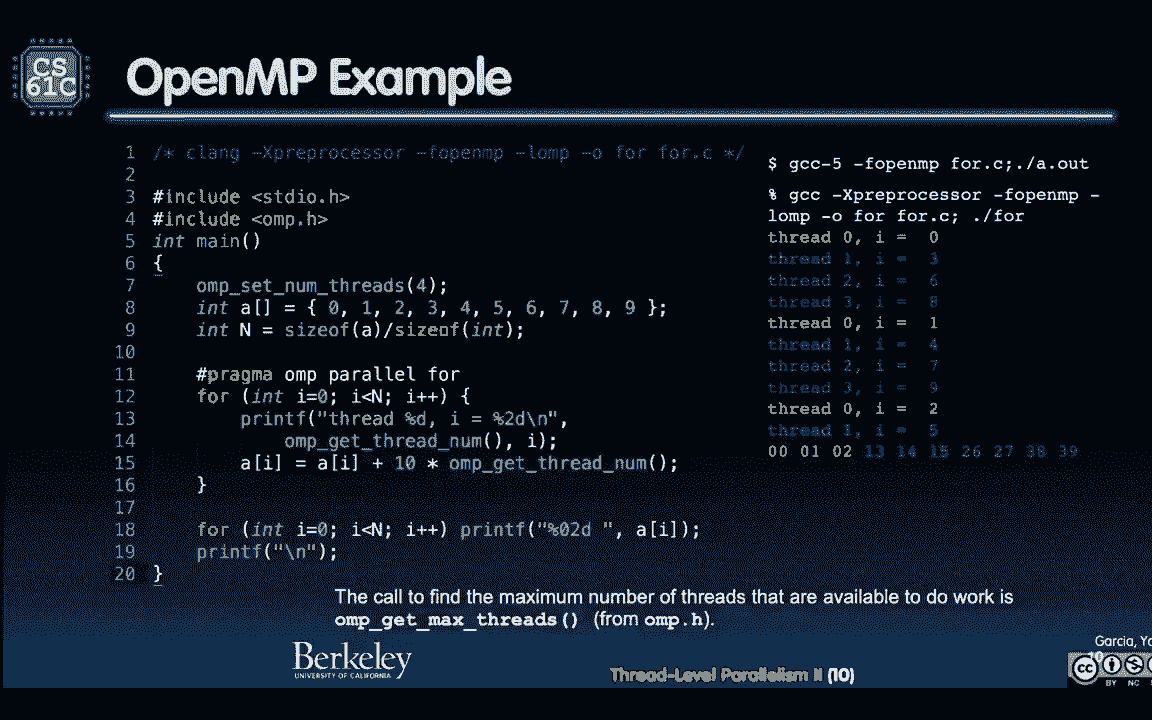 CS
61C
OpenMP Example
1 /* clang -Xpreprocessor -fopenmp -lomp -o for for.c */
2
3 #include <stdio.h>
4 #include <omp.h>
5 int main()
6 {
7 omp_set_num_threads(4);
8 int a[] = { 0, 1, 2, 3, 4, 5, 6, 7, 8, 9 };
9 int N = sizeof(a)/sizeof(int);
10
11 #pragma omp parallel for
12 for (int i=0; i<N; i++) {
13 printf("thread %d, i = %2d\n",
14 omp_get_thread_num(), i);
15 a[i] = a[i] + 10 * omp_get_thread_num();
16 }
17
18 for (int i=0; i<N; i++) printf("%02d ", a[i]);
19 printf("\n");
20 }
$ gcc-5 -fopenmp for.c;./a.out
% gcc -Xpreprocessor -fopenmp -
lomp -o for for.c; ./for
thread 0, i = 0
thread 1, i = 3
thread 2, i = 6
thread 3, i = 8
thread 0, i = 1
thread 1, i = 4
thread 2, i = 7
thread 3, i = 9
thread 0, i = 2
thread 1, i = 5
00 01 02 13 14 15 26 27 38 39
The call to find the maximum number of threads that are available to do work is
omp_get_max_threads() (from omp.h).
Berkeley
UNIVERSITY OF CALIFORNIA
Thread-Level Parallelism II (10)
Garcia,
cc
BY NC